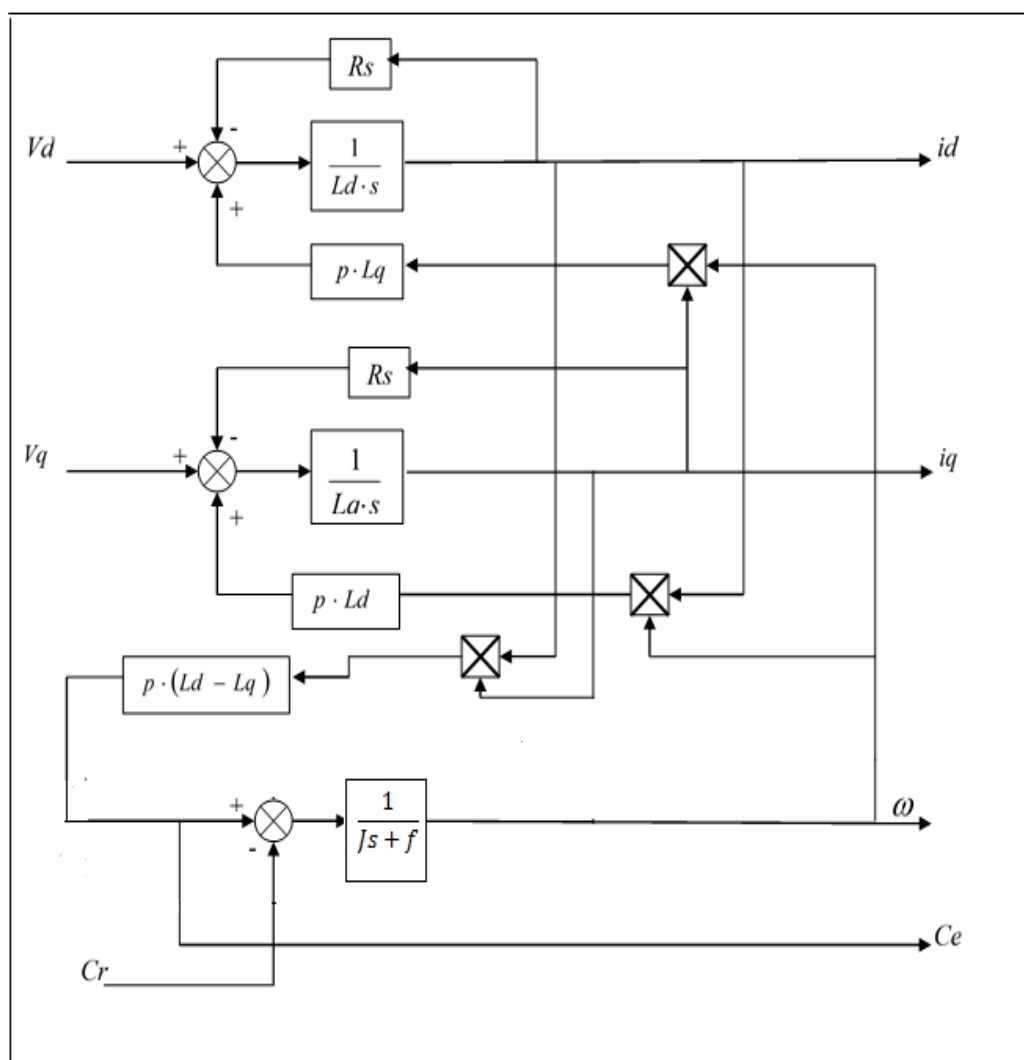 Rs
-
Vd
+
1
Ld·s
id
+
p·Lq
Rs
-
Vq
+
1
La·s
iq
+
p·Ld
p·(Ld − Lq)
+
1
Js + f
ω
-
Ce
Cr